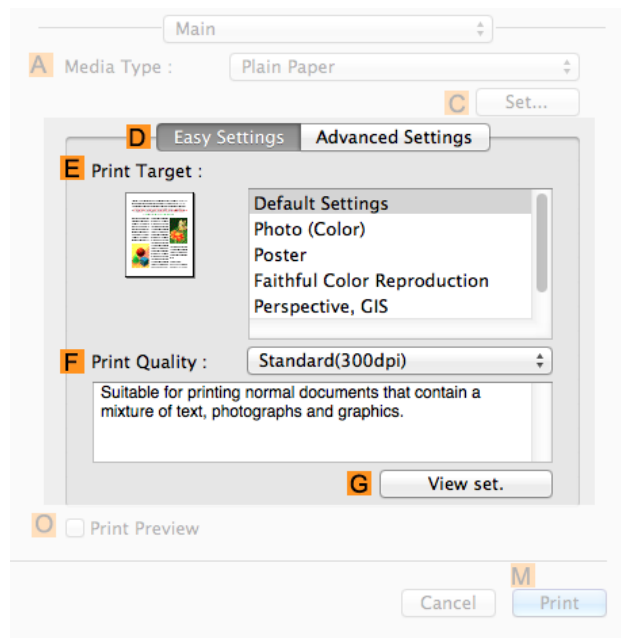 Main
A Media Type : Plain Paper
C Set...
D Easy Settings Advanced Settings
E Print Target :
Default Settings
Photo (Color)
Poster
Faithful Color Reproduction
Perspective, GIS
F Print Quality : Standard(300dpi)
Suitable for printing normal documents that contain a
mixture of text, photographs and graphics.
G View set.
O Print Preview
M
Cancel Print